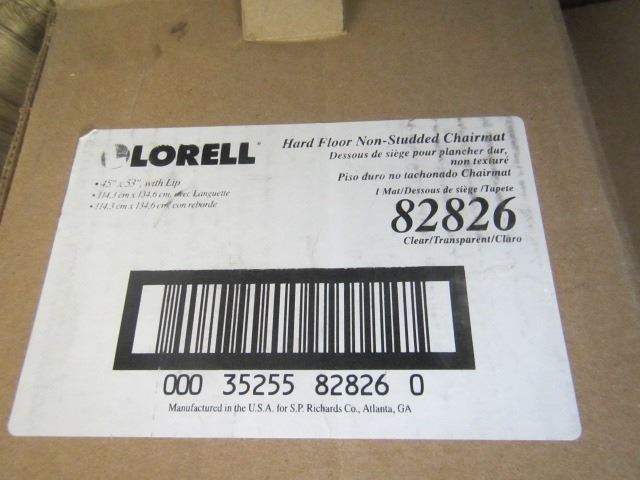 LORELL
Hard Floor Non-Studded Chairmat
Dessous de siège pour plancher dur,
non texturé
Piso duro no tachonado Chairmat
• 45" x 53", with Lip
• 114.3 cm x 134.6 cm, avec Languette
• 114.3 cm x 134.6 cm, con reborde
1 Mat/Dessous de siège /Tapete
82826
Clear/Transparent/Claro
000 35255 82826 0
Manufactured in the U.S.A. for S.P. Richards Co., Atlanta, GA